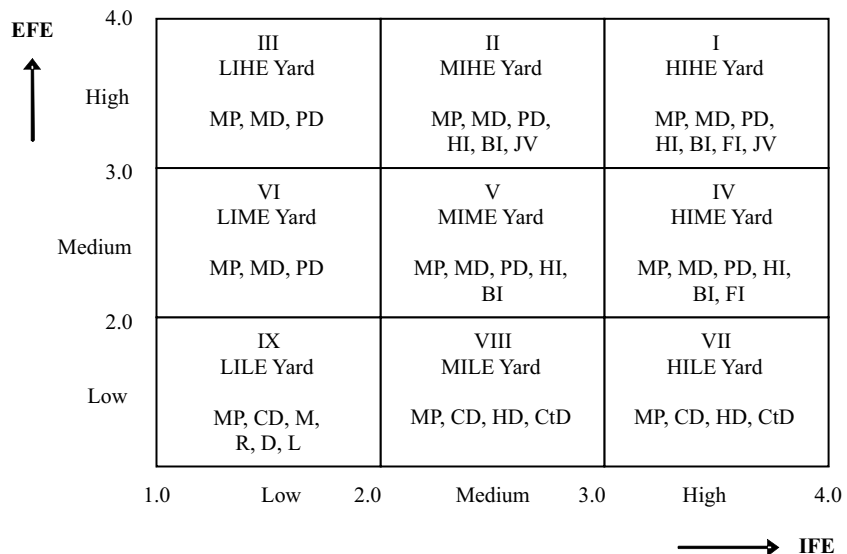 4.0
EFE
III
LIHE Yard
MP, MD, PD
II
MIHE Yard
MP, MD, PD,
HI, BI, JV
I
HIHE Yard
MP, MD, PD,
HI, BI, FI, JV
High
3.0
VI
LIME Yard
MP, MD, PD
V
MIME Yard
MP, MD, PD, HI,
BI
IV
HIME Yard
MP, MD, PD, HI,
BI, FI
Medium
2.0
IX
LILE Yard
MP, CD, M,
R, D, L
VIII
MILE Yard
MP, CD, HD, CtD
VII
HILE Yard
MP, CD, HD, CtD
Low
1.0 Low 2.0 Medium 3.0 High 4.0
IFE